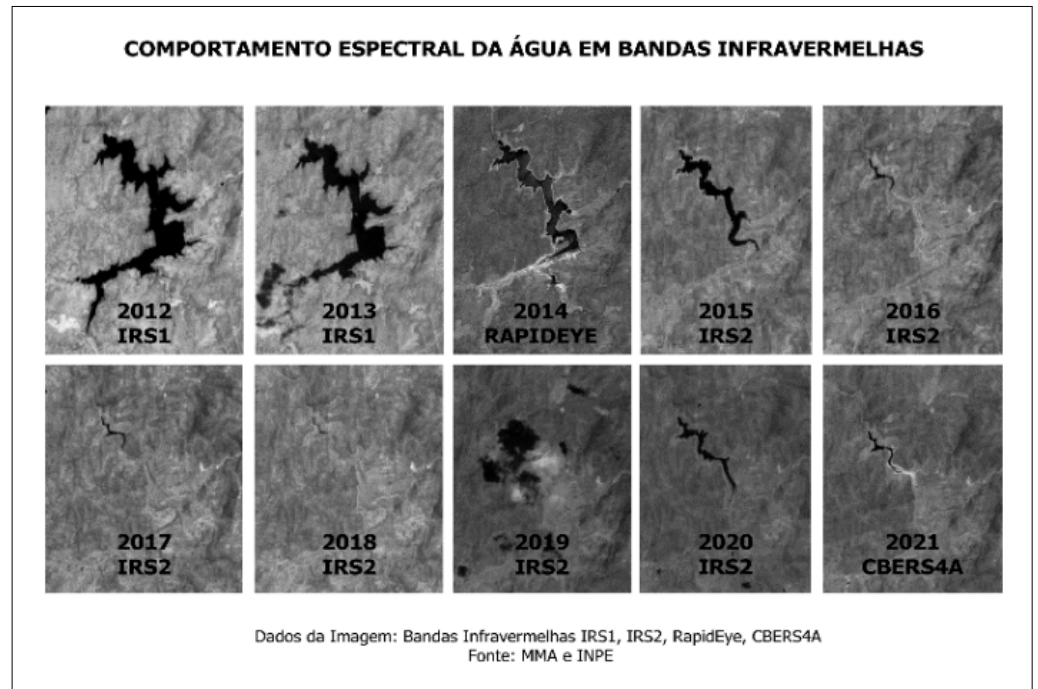 COMPORTAMENTO ESPECTRAL DA ÁGUA EM BANDAS INFRAVERMELHAS
2012
IRS1
2013
IRS1
2014
RAPIDEYE
2015
IRS2
2016
IRS2
2017
IRS2
2018
IRS2
2019
IRS2
2020
IRS2
2021
CBERS4A
Dados da Imagem: Bandas Infravermelhas IRS1, IRS2, RapidEye, CBERS4A
Fonte: MMA e INPE